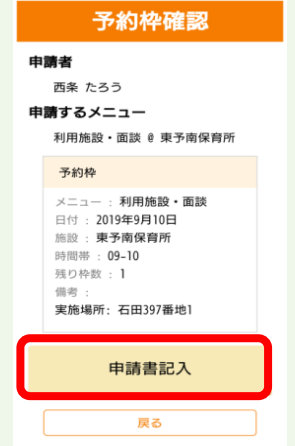 予約枠確認
申請者
西条 たろう
申請するメニュー
利用施設・面談 @ 東予南保育所
予約枠
メニュー : 利用施設・面談
日付 : 2019年9月10日
施設 : 東予南保育所
時間帯 : 09-10
残り枠数 : 1
備考 :
実施場所: 石田397番地1
申請書記入
戻る